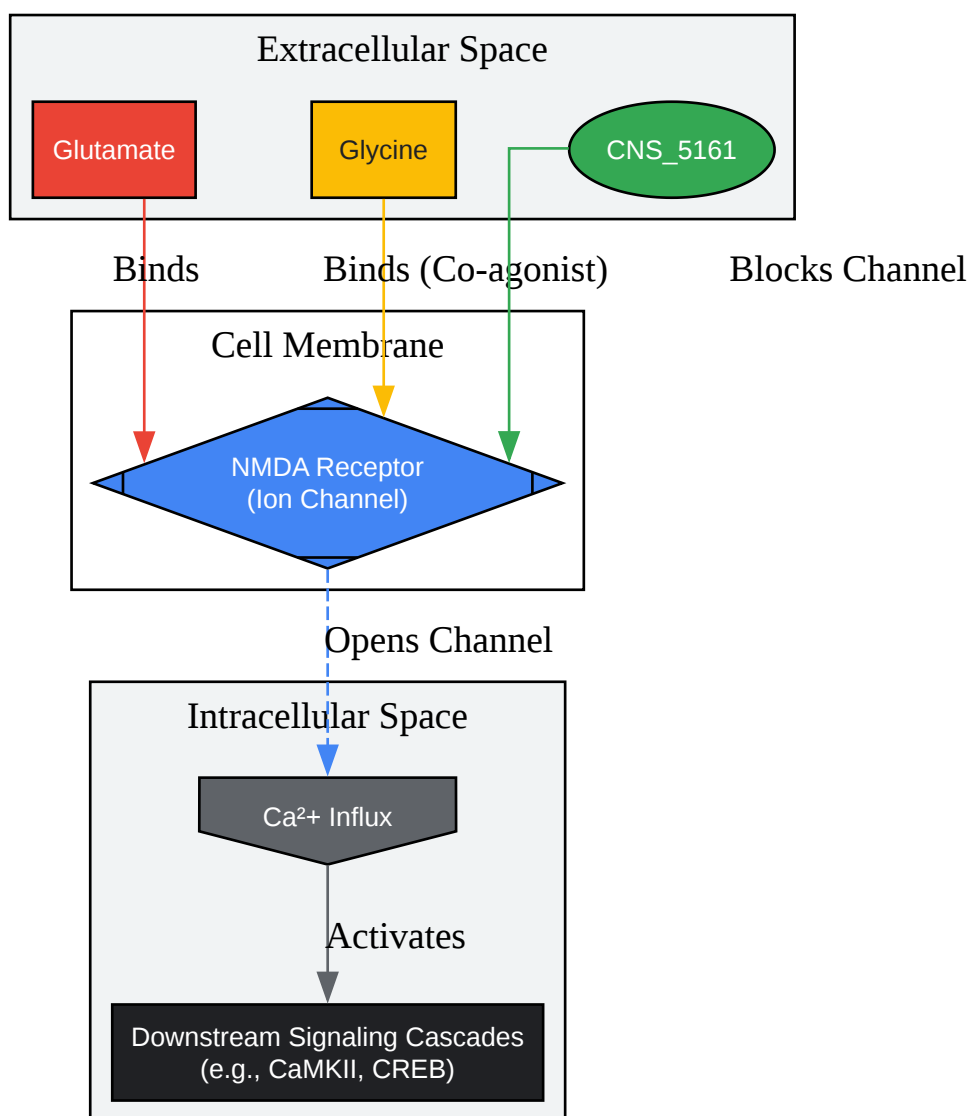 Extracellular Space
Glutamate
Glycine
CNS_5161
Binds
Binds (Co-agonist)
Blocks Channel
Cell Membrane
NMDA Receptor
(Ion Channel)
Opens Channel
Intracellular Space
Ca²+ Influx
Activates
Downstream Signaling Cascades
(e.g., CaMKII, CREB)